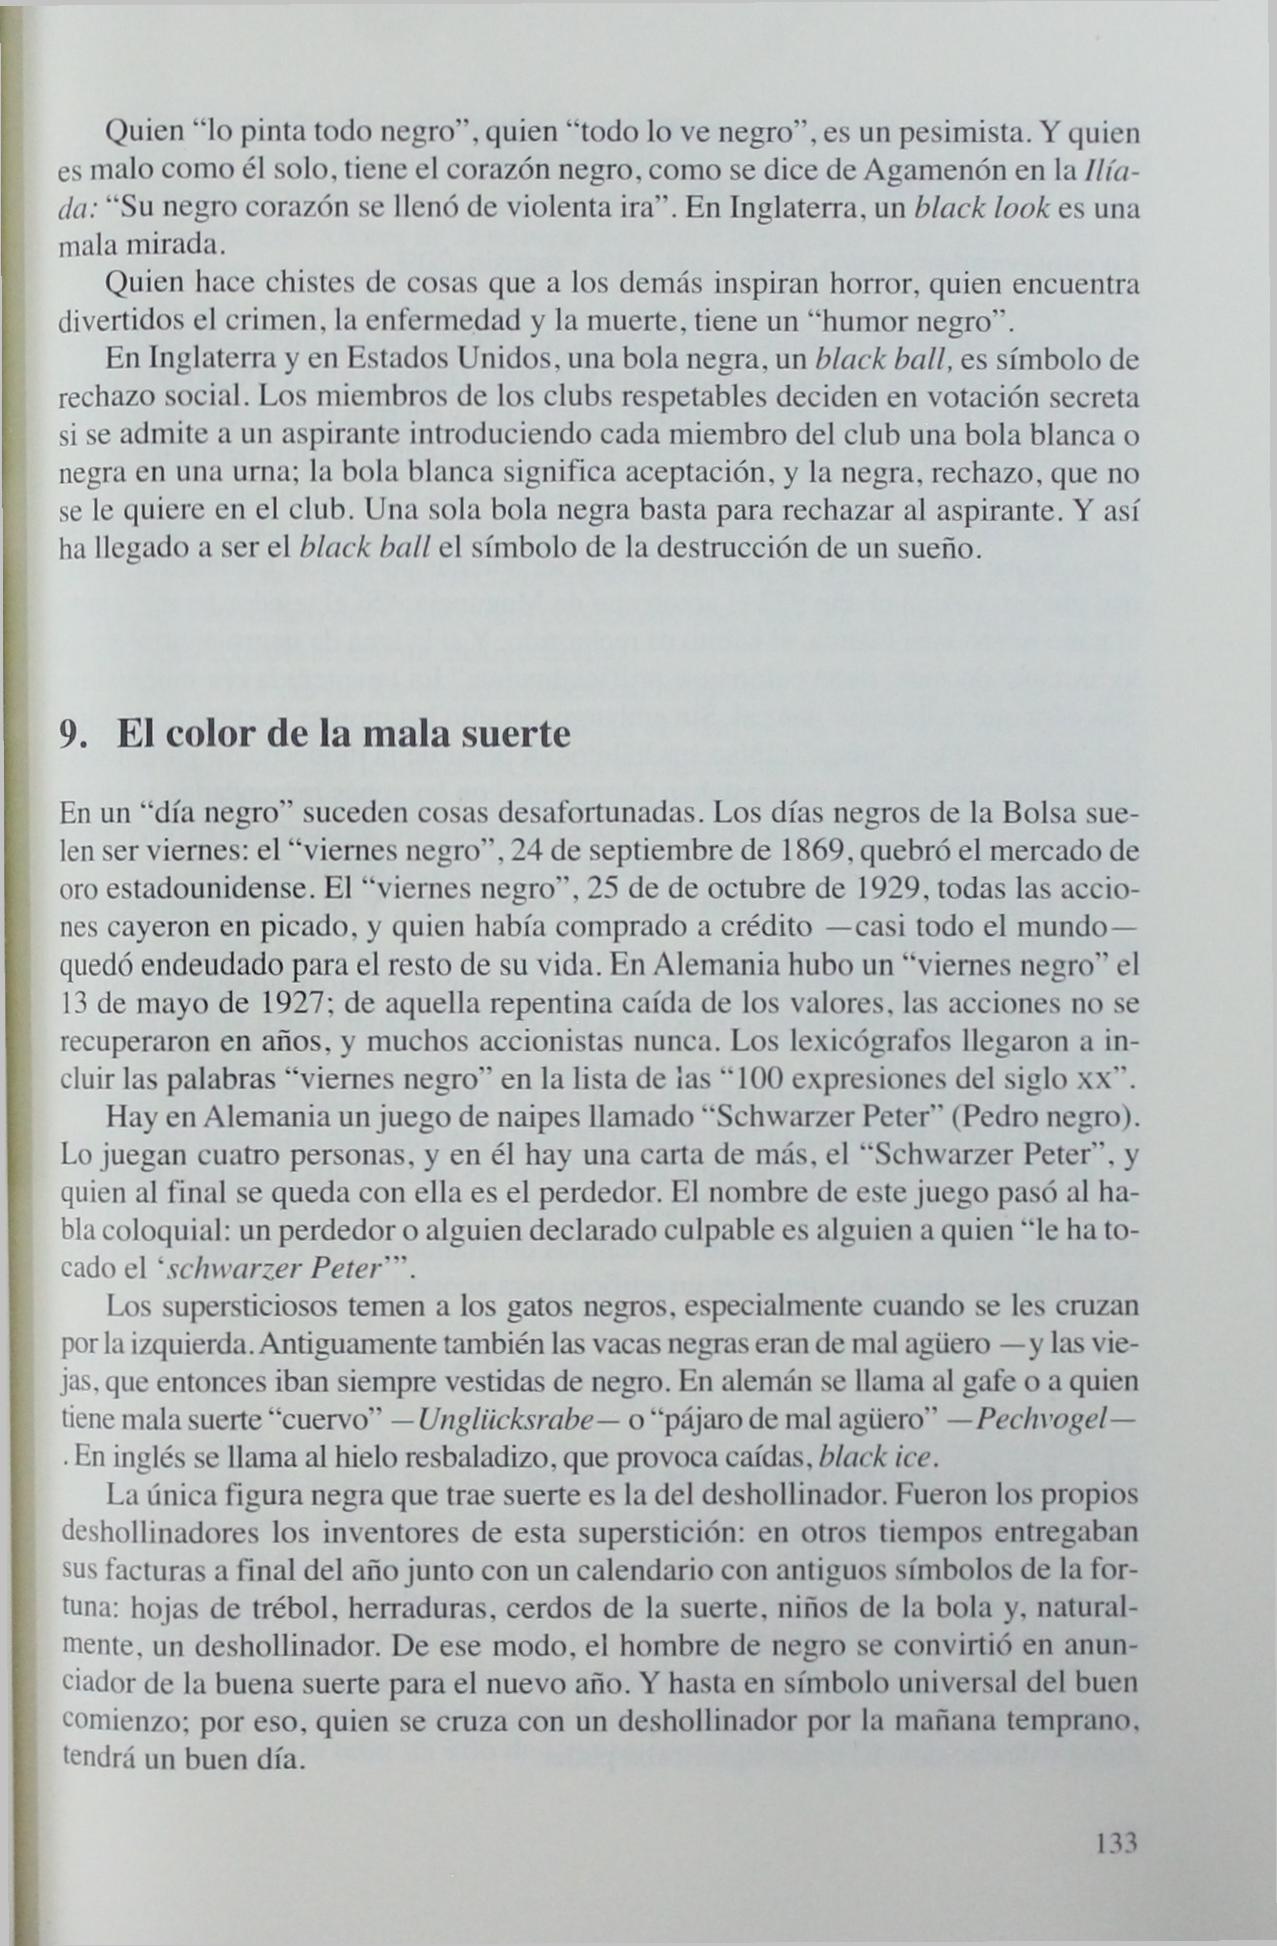 Quien “lo pinta todo negro”, quien “todo lo ve negro”, es un pesimista. Y quien
es malo como él solo, tiene el corazón negro, como se dice de Agamenón en la Ilía-
da: “Su negro corazón se llenó de violenta ira”. En Inglaterra, un black look es una
mala mirada.
Quien hace chistes de cosas que a los demás inspiran horror, quien encuentra
divertidos el crimen, la enfermedad y la muerte, tiene un “humor negro”.
En Inglaterra y en Estados Unidos, una bola negra, un black ball, es símbolo de
rechazo social. Los miembros de los clubs respetables deciden en votación secreta
si se admite a un aspirante introduciendo cada miembro del club una bola blanca o
negra en una urna; la bola blanca significa aceptación, y la negra, rechazo, que no
se le quiere en el club. Una sola bola negra basta para rechazar al aspirante. Y así
ha llegado a ser el black ball el símbolo de la destrucción de un sueño.
9. El color de la mala suerte
En un “día negro” suceden cosas desafortunadas. Los días negros de la Bolsa sue-
len ser viernes: el “viernes negro”, 24 de septiembre de 1869, quebró el mercado de
oro estadounidense. El “viernes negro”, 25 de de octubre de 1929, todas las accio-
nes cayeron en picado, y quien había comprado a crédito —casi todo el mundo—
quedó endeudado para el resto de su vida. En Alemania hubo un “viernes negro” el
13 de mayo de 1927; de aquella repentina caída de los valores, las acciones no se
recuperaron en años, y muchos accionistas nunca. Los lexicógrafos llegaron a in-
cluir las palabras “viernes negro” en la lista de las “100 expresiones del siglo XX”.
Hay en Alemania un juego de naipes llamado “Schwarzer Peter” (Pedro negro).
Lo juegan cuatro personas, y en él hay una carta de más, el “Schwarzer Peter”, y
quien al final se queda con ella es el perdedor. El nombre de este juego pasó al ha-
bla coloquial: un perdedor o alguien declarado culpable es alguien a quien “le ha to-
cado el ‘schwarzer Peter’”.
Los supersticiosos temen a los gatos negros, especialmente cuando se les cruzan
por la izquierda. Antiguamente también las vacas negras eran de mal agüero —y las vie-
jas, que entonces iban siempre vestidas de negro. En alemán se llama al gafe o a quien
tiene mala suerte “cuervo” —Unglücksrabe— o “pájaro de mal agüero” —Pechvogel—
. En inglés se llama al hielo resbaladizo, que provoca caídas, black ice.
La única figura negra que trae suerte es la del deshollinador. Fueron los propios
deshollinadores los inventores de esta superstición: en otros tiempos entregaban
sus facturas a final del año junto con un calendario con antiguos símbolos de la for-
tuna: hojas de trébol, herraduras, cerdos de la suerte, niños de la bola y, natural-
mente, un deshollinador. De ese modo, el hombre de negro se convirtió en anun-
ciador de la buena suerte para el nuevo año. Y hasta en símbolo universal del buen
comienzo; por eso, quien se cruza con un deshollinador por la mañana temprano,
tendrá un buen día.
133